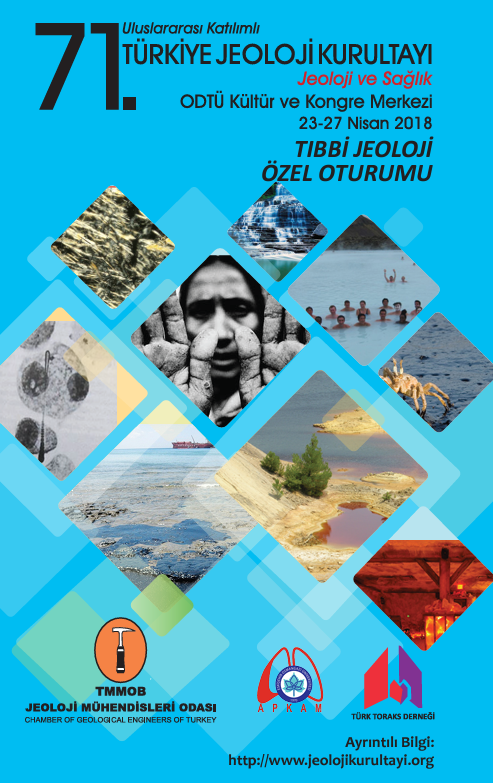 71.
Uluslararası Katılımlı
TÜRKİYE JEOLOJİ KURULTAYI
Jeoloji ve Sağlık
ODTÜ Kültür ve Kongre Merkezi
23-27 Nisan 2018
TIBBİ JEOLOJİ
ÖZEL OTURUMU
TMMOB
JEOLOJİ MÜHENDİSLERİ ODASI
CHAMBER OF GEOLOGICAL ENGINEERS OF TURKEY
APKAM
TÜRK TORAKS DERNEĞİ
Ayrıntılı Bilgi:
http://www.jeolojikurultayi.org